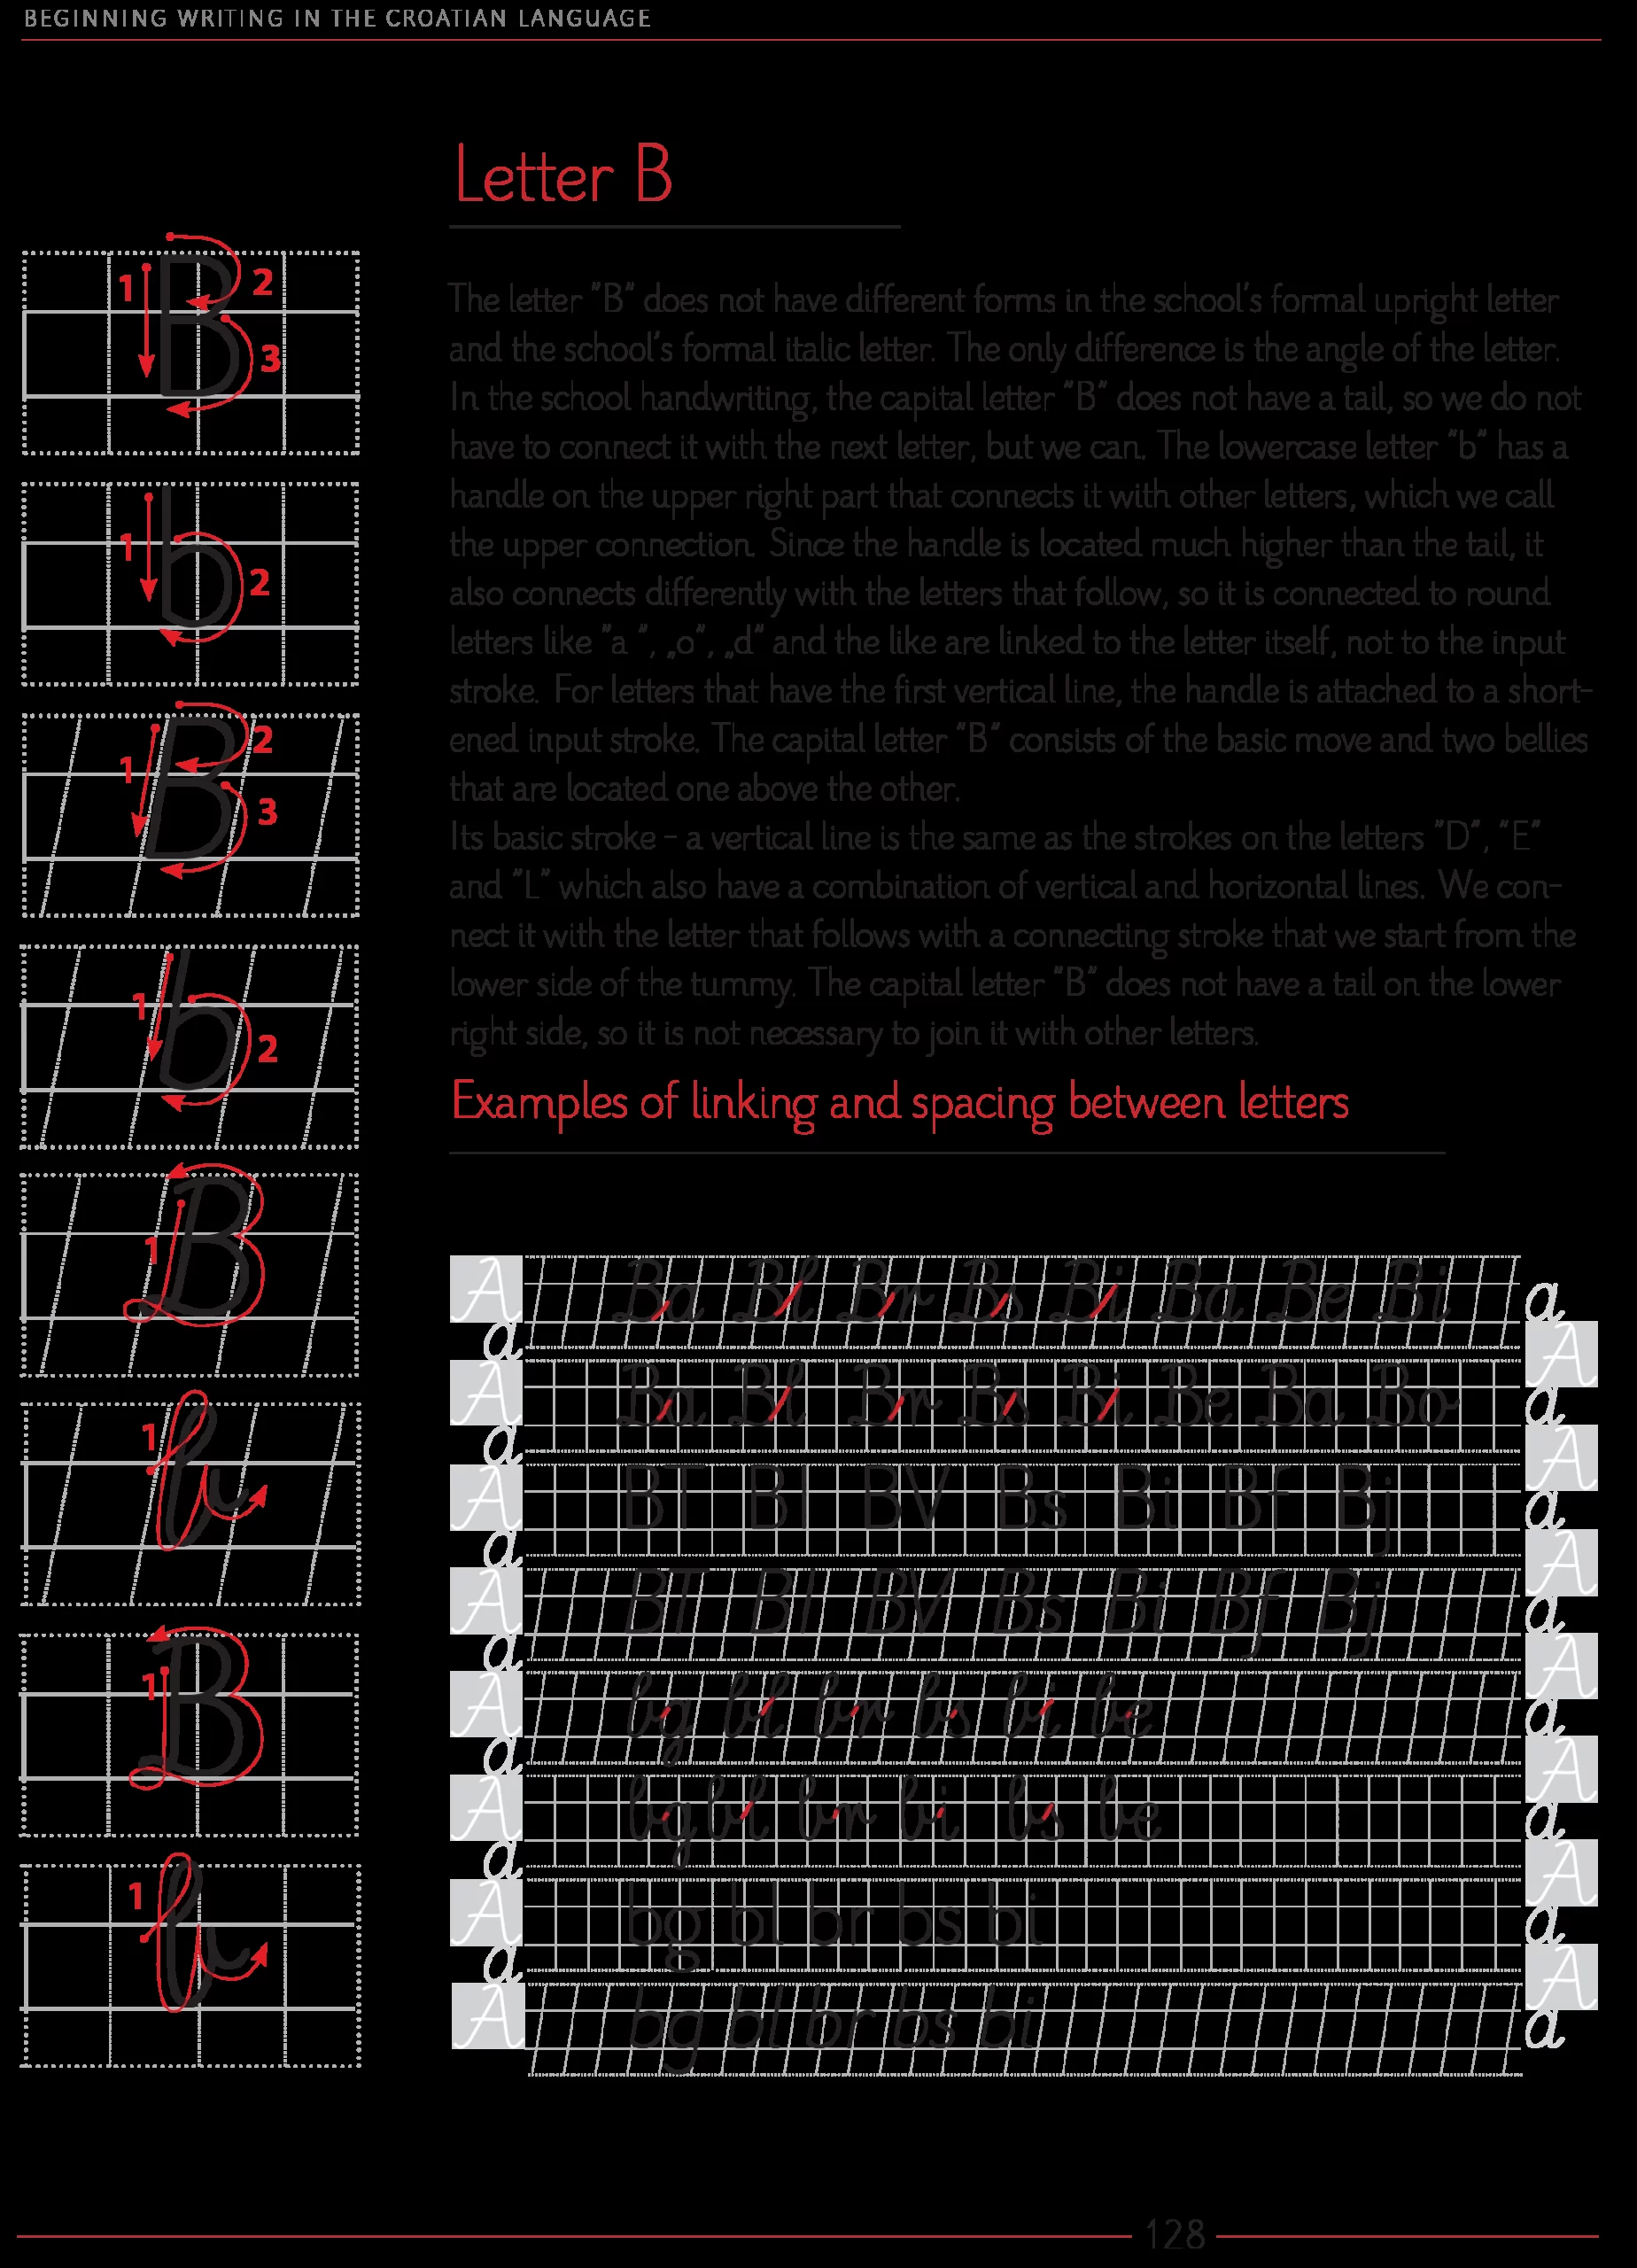 BEGINNING WRITING IN THE CROATIAN LANGUAGE
Letter B
The letter "B" does not have different forms in the school's formal upright letter
and the school's formal italic letter. The only difference is the angle of the letter.
In the school handwriting, the capital letter "B" does not have a tail, so we do not
have to connect it with the next letter, but we can. The lowercase letter "b" has a
handle on the upper right part that connects it with other letters, which we call
the upper connection. Since the handle is located much higher than the tail, it
also connects differently with the letters that follow, so it is connected to round
letters like "a ", „o", „d" and the like are linked to the letter itself, not to the input
stroke. For letters that have the first vertical line, the handle is attached to a short-
ened input stroke. The capital letter "B" consists of the basic move and two bellies
that are located one above the other.
Its basic stroke - a vertical line is the same as the strokes on the letters "D", "E"
and "L" which also have a combination of vertical and horizontal lines. We con-
nect it with the letter that follows with a connecting stroke that we start from the
lower side of the tummy. The capital letter "B" does not have a tail on the lower
right side, so it is not necessary to join it with other letters.
Examples of linking and spacing between letters
B 1 2 3
b 1 2
B 1 2 3
b 1 2
B 1
b 1
B 1
b 1
A a Ba Bl Br Bs Bi Ba Be Bi a A
A a Ba Bl Br Bs Bi Be Ba Bo a A
A a BT Bl BV Bs Bi Bf Bj a A
A a BT Bl BV Bs Bi Bf Bj a A
A a bg bl br bs bi be a A
A a bg bl br bi bs be a A
A a bg bl br bs bi a A
A bg bl br bs bi a
128